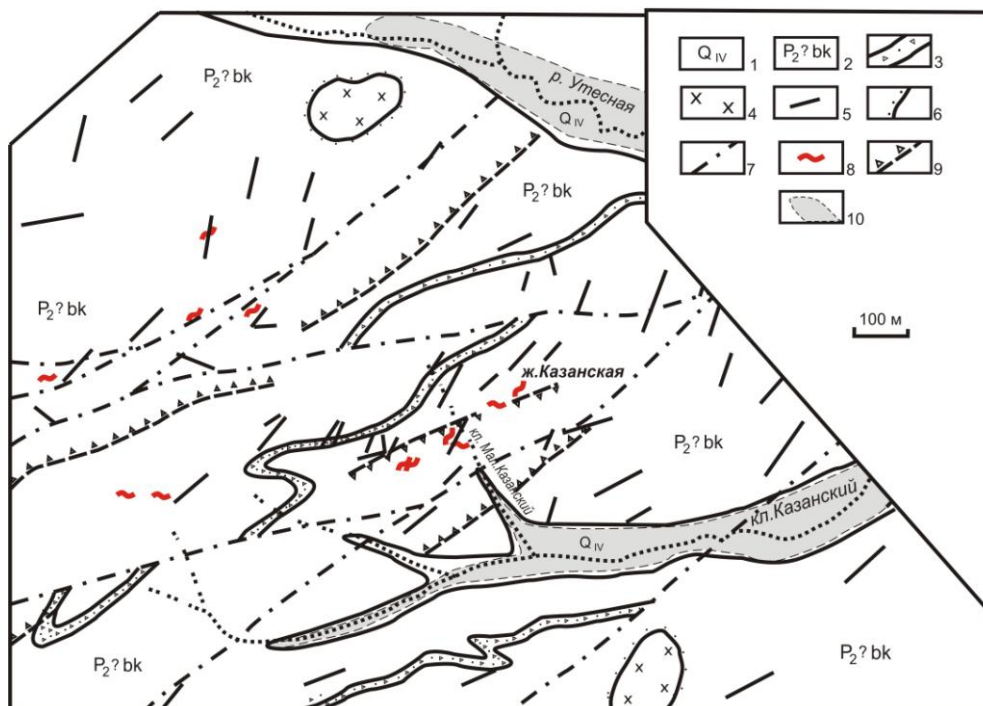 P₂? bk
р. Утесная
Q IV
P₂? bk
P₂? bk
ж.Казанская
кл. Мал.Казанский
P₂? bk
кл.Казанский
Q IV
P₂? bk
P₂? bk
Q IV 1
P₂? bk 2
3
x x 4
5
6
7
8
9
10
100 м
x x x x
x x x x